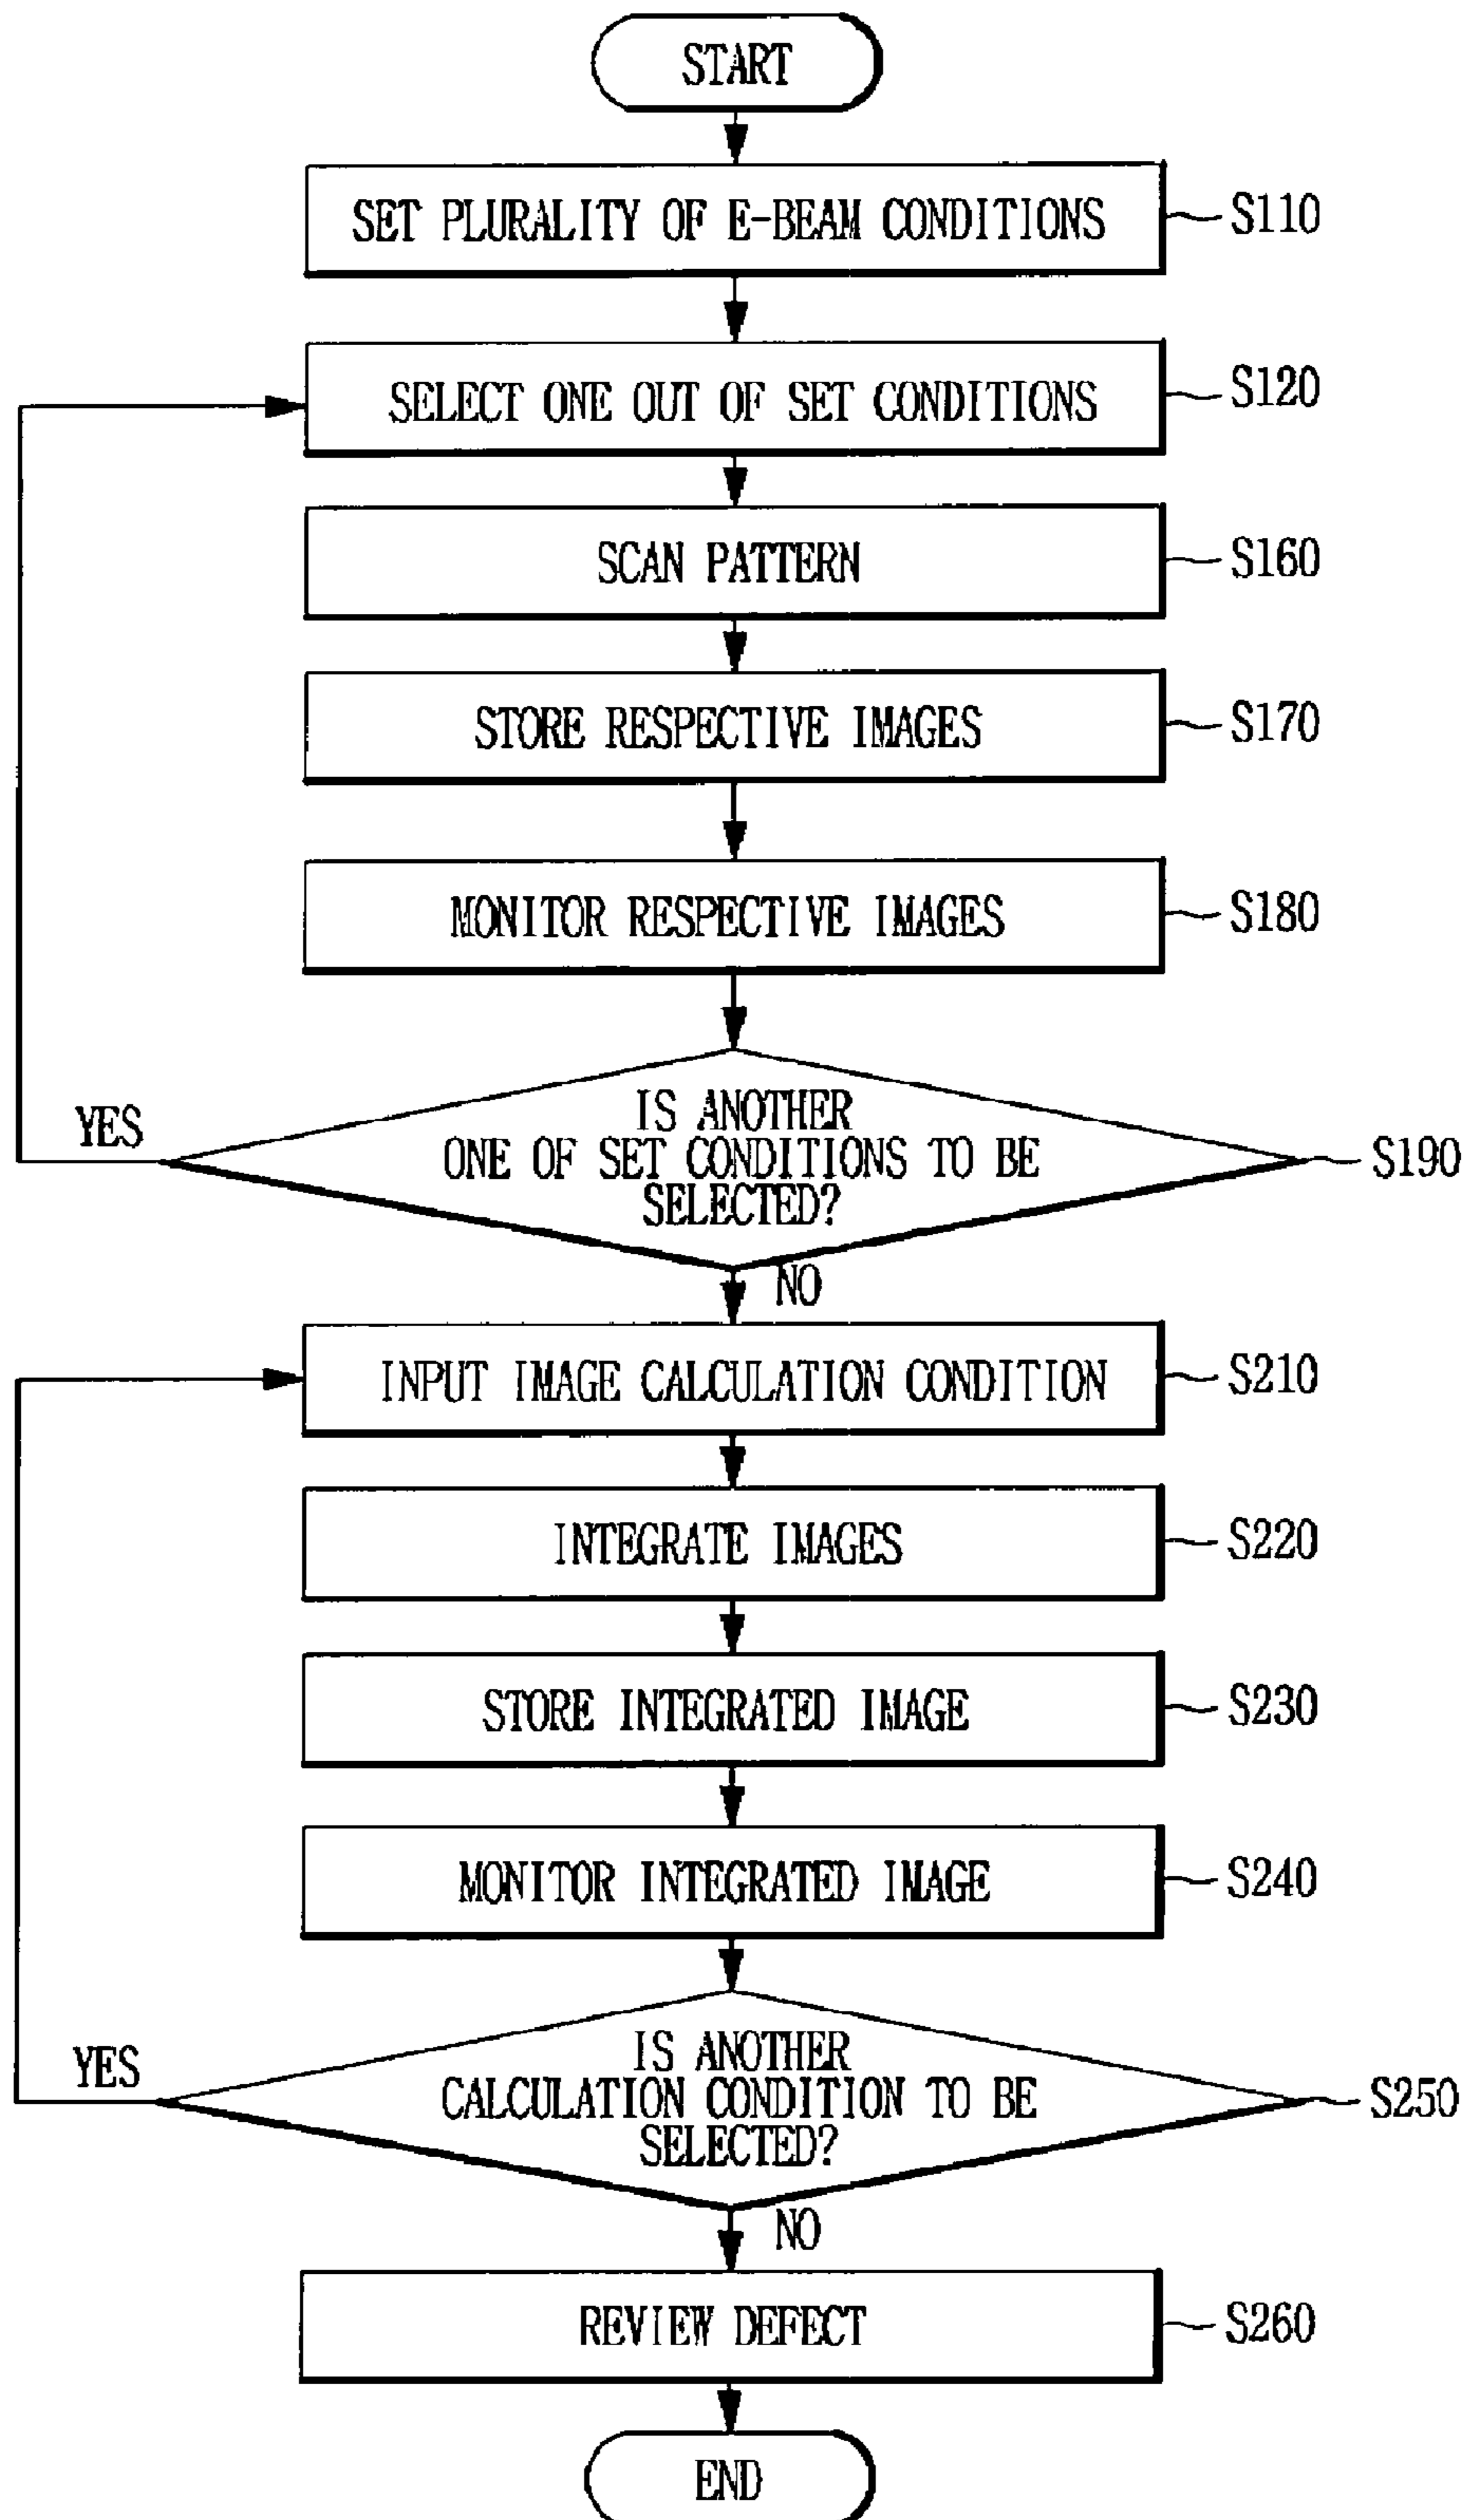 START
SET PLURALITY OF E-BEAM CONDITIONS
S110
SELECT ONE OUT OF SET CONDITIONS
S120
SCAN PATTERN
S160
STORE RESPECTIVE IMAGES
S170
MONITOR RESPECTIVE IMAGES
S180
IS ANOTHER
ONE OF SET CONDITIONS TO BE
SELECTED?
S190
YES
NO
INPUT IMAGE CALCULATION CONDITION
S210
INTEGRATE IMAGES
S220
STORE INTEGRATED IMAGE
S230
MONITOR INTEGRATED IMAGE
S240
IS ANOTHER
CALCULATION CONDITION TO BE
SELECTED?
S250
YES
NO
REVIEW DEFECT
S260
END